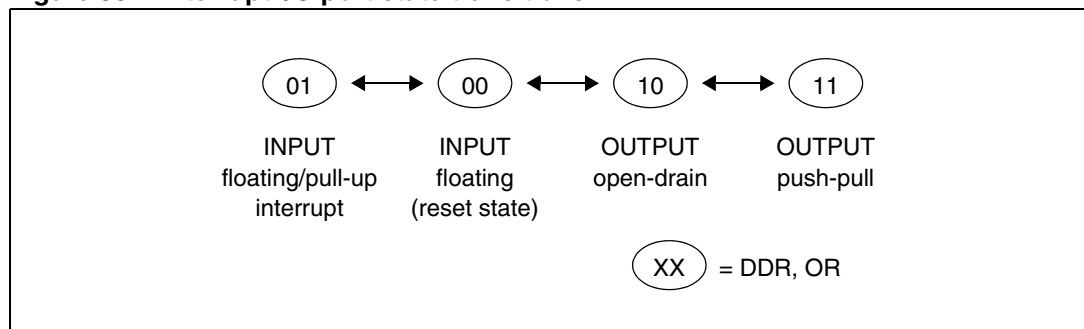 01 00 10 11
INPUT INPUT OUTPUT OUTPUT
floating/pull-up floating open-drain push-pull
interrupt (reset state)
XX = DDR, OR